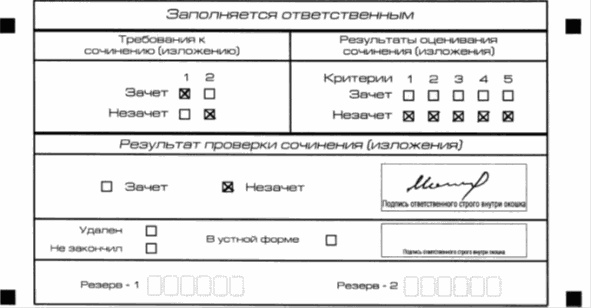 Заполняется ответственным
Требования к
сочинению (изложению)
1 2
Зачет
Незачет
Результаты оценивания
сочинения (изложения)
Критерии 1 2 3 4 5
Зачет
Незачет
Результат проверки сочинения (изложения)
Зачет
Незачет
Подпись ответственного строго внутри окошка
Удален
Не закончил
В устной форме
Подпись ответственного строго внутри окошка
Резерв - 1
Резерв - 2